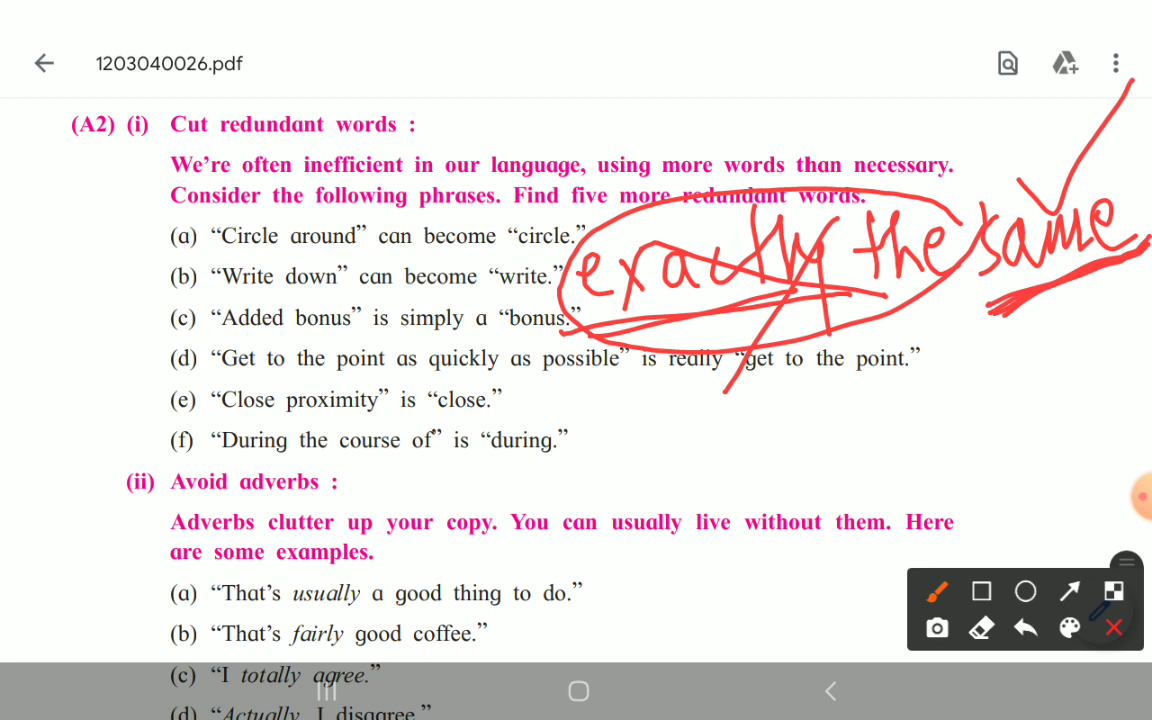 1203040026.pdf
(A2) (i) Cut redundant words :
We’re often inefficient in our language, using more words than necessary.
Consider the following phrases. Find five more redundant words.
(a) “Circle around” can become “circle.”
exactly the same
(b) “Write down” can become “write.”
(c) “Added bonus” is simply a “bonus.”
(d) “Get to the point as quickly as possible” is really “get to the point.”
(e) “Close proximity” is “close.”
(f) “During the course of” is “during.”
(ii) Avoid adverbs :
Adverbs clutter up your copy. You can usually live without them. Here
are some examples.
(a) “That’s usually a good thing to do.”
(b) “That’s fairly good coffee.”
(c) “I totally agree.”
(d) “Actually, I disagree.”